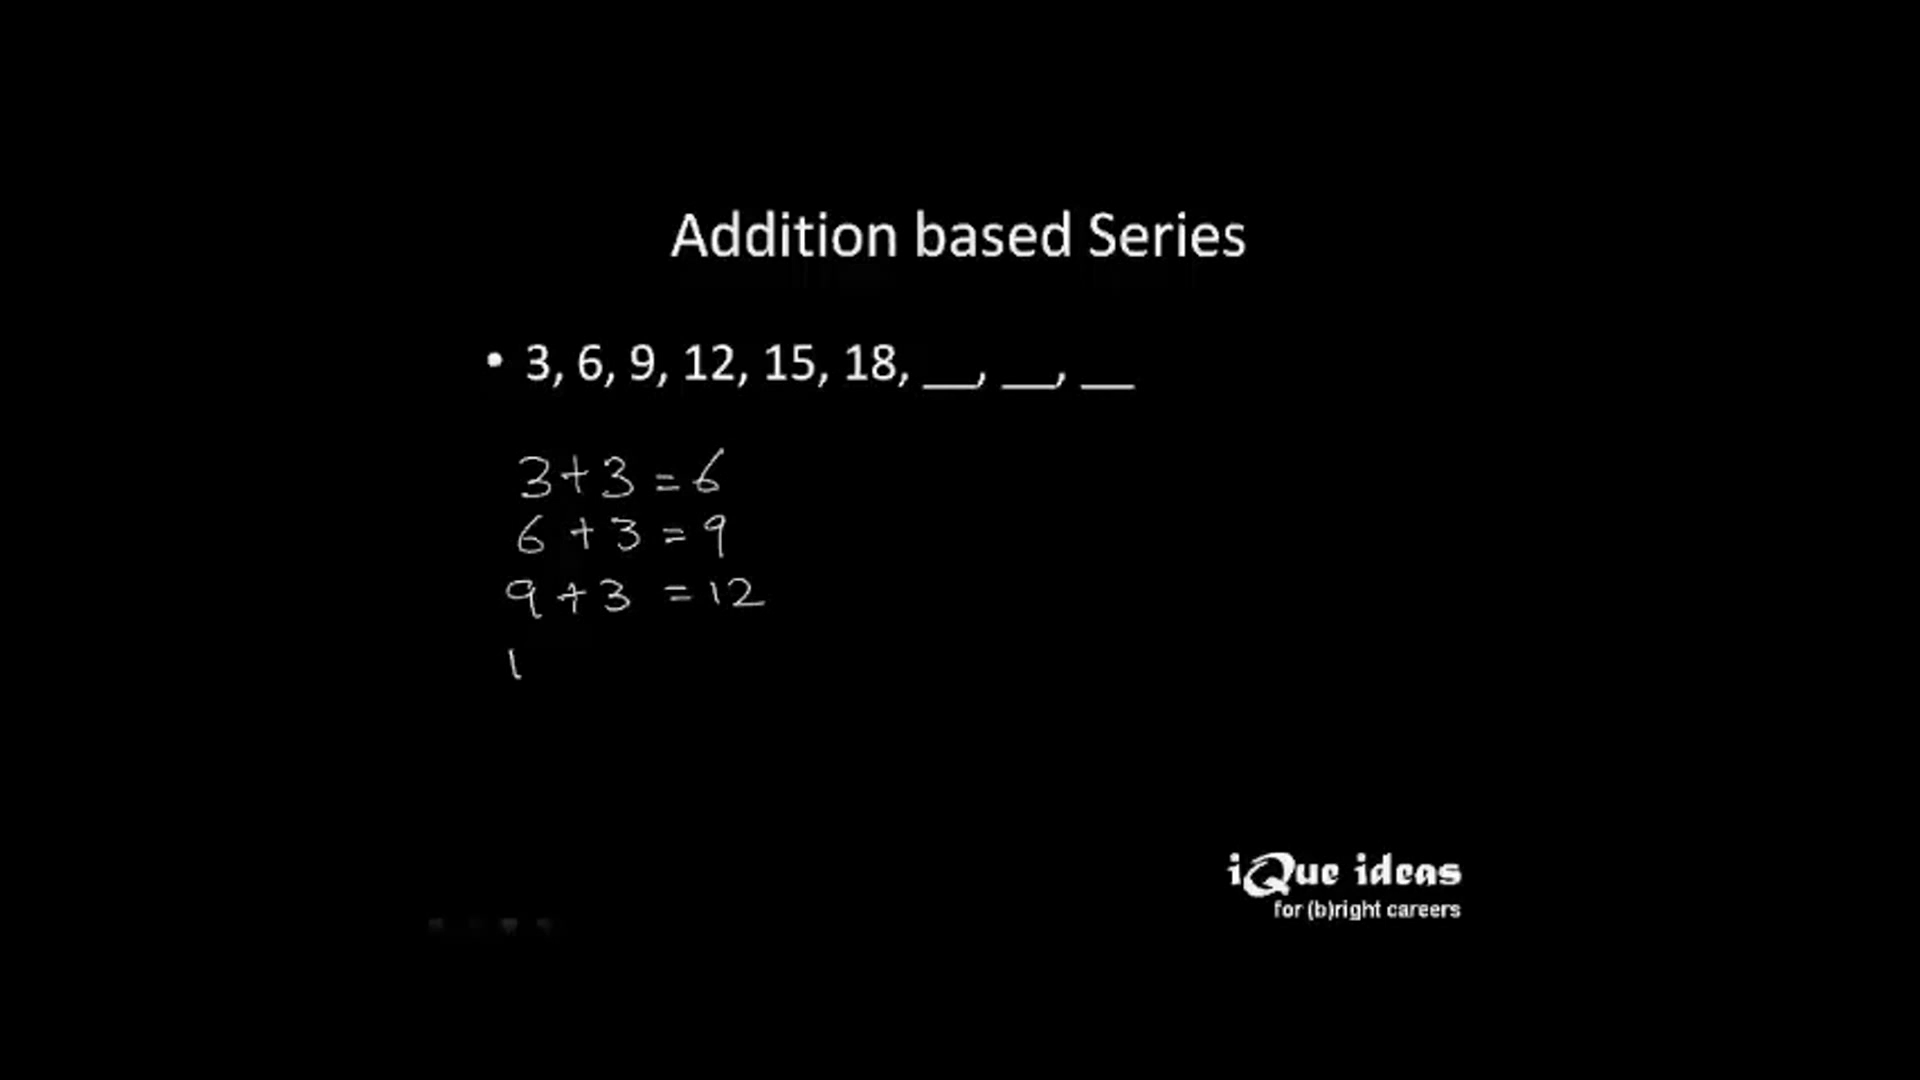 Addition based Series
• 3, 6, 9, 12, 15, 18, __, __, __
3+3 = 6
6 + 3 = 9
9 + 3 = 12
1
iQue ideas
for (b)right careers